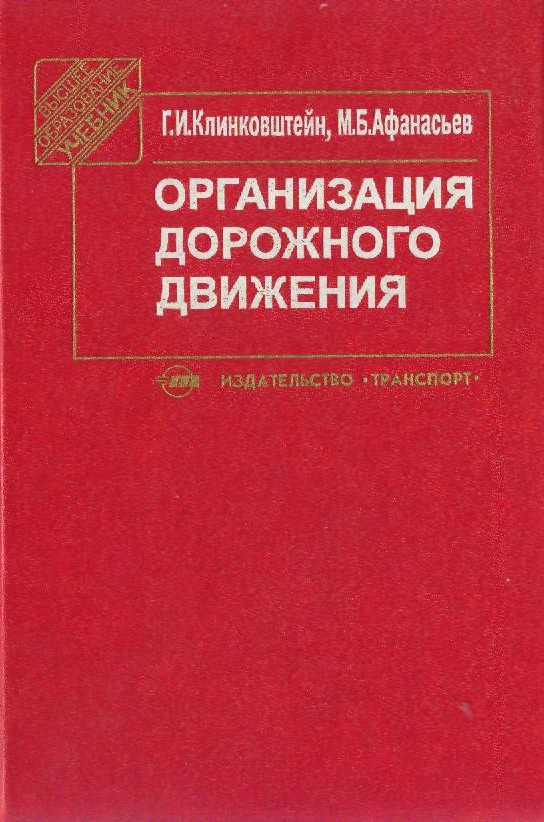 ВЫСШЕЕ
ОБРАЗОВАНИЕ
УЧЕБНИК
Г.И.Клинковштейн, М.Б.Афанасьев
ОРГАНИЗАЦИЯ
ДОРОЖНОГО
ДВИЖЕНИЯ
ИЗДАТЕЛЬСТВО «ТРАНСПОРТ»